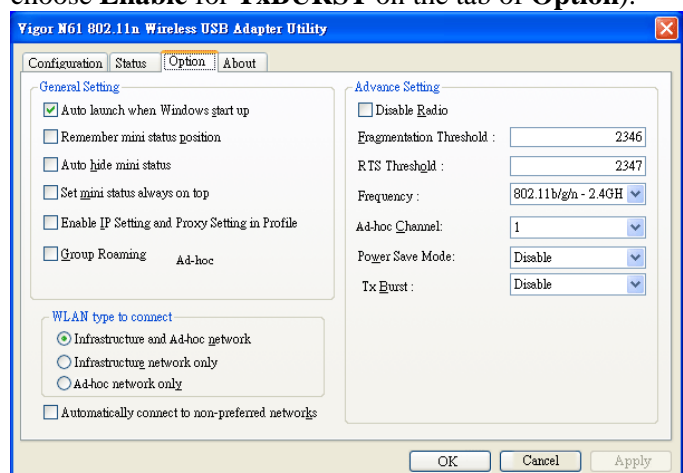 choose Enable for TxBURST on the tab of Option).
Vigor N61 802.11n Wireless USB Adapter Utility
Configuration Status Option About
General Setting
Auto launch when Windows start up
Remember mini status position
Auto hide mini status
Set mini status always on top
Enable IP Setting and Proxy Setting in Profile
Group Roaming Ad-hoc
WLAN type to connect
Infrastructure and Ad-hoc network
Infrastructure network only
Ad-hoc network only
Automatically connect to non-preferred networks
Advance Setting
Disable Radio
Fragmentation Threshold : 2346
RTS Threshold : 2347
Frequency : 802.11b/g/n - 2.4GH
Ad-hoc Channel: 1
Power Save Mode: Disable
Tx Burst : Disable
OK Cancel Apply